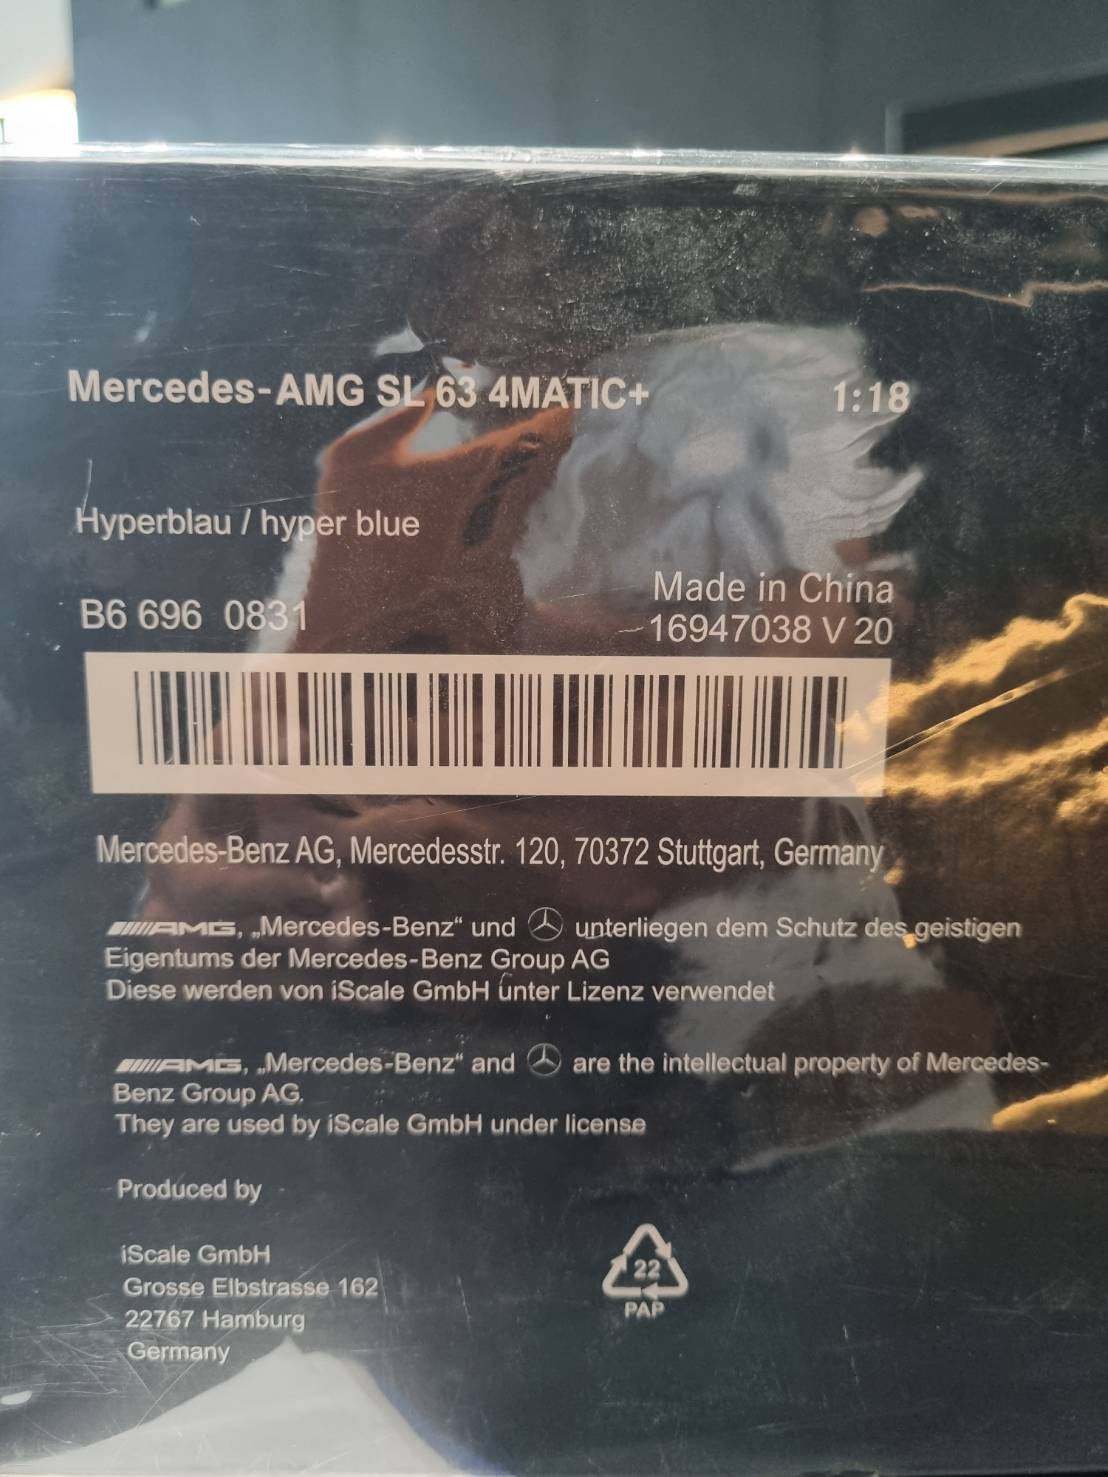 Mercedes-AMG SL 63 4MATIC+ 1:18
Hyperblau / hyper blue
Made in China
B6 696 0831 16947038 V 20
Mercedes-Benz AG, Mercedesstr. 120, 70372 Stuttgart, Germany
AMG, „Mercedes-Benz“ und unterliegen dem Schutz des geistigen
Eigentums der Mercedes-Benz Group AG
Diese werden von iScale GmbH unter Lizenz verwendet
AMG, „Mercedes-Benz“ and are the intellectual property of Mercedes-
Benz Group AG.
They are used by iScale GmbH under license
Produced by
iScale GmbH
Grosse Elbstrasse 162
22767 Hamburg
Germany
22
PAP